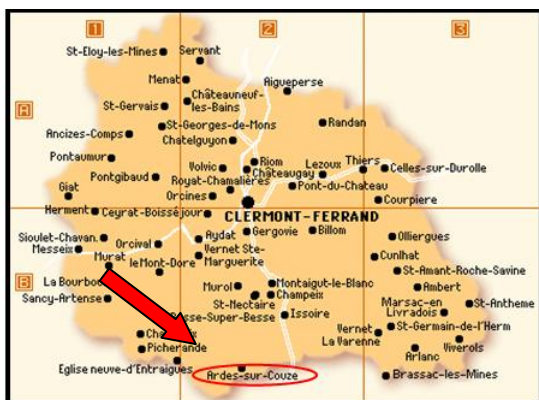 1
2
3
St-Eloy-les-Mines
Servant
Menat
Aigueperse
Châteauneuf-
les-Bains
A
St-Gervais
Randan
St-Georges-de-Mons
Ancizes-Comps
Chatelguyon
Pontaumur
Volvic
Riom
Lezoux
Thiers
Celles-sur-Durolle
Châteaugay
Pontgibaud
Royat-Chamalières
Pont-du-Chateau
Giat
Orcines
Courpiere
Herment
Ceyrat-Boisséjour
CLERMONT-FERRAND
Sioulet-Chavan.
Orcival
Aydat
Gergovie
Billom
Olliergues
Messeix
Murat
Vernet Ste-
Marguerite
Cunlhat
le Mont-Dore
St-Amant-Roche-Savine
B
La
Murol
Montaigut-le-Blanc
Ambert
Sancy-Artense
Champeix
St-Nectaire
Marsac-en
Livradois
St-Antheme
-Super-Besse
Issoire
Vernet
La Varenne
St-Germain-de-l'Herm
Picherande
Arlanc
Viverols
Eglise neuve-d'Entraigues
Ardes-sur-Couze
Brassac-les-Mines